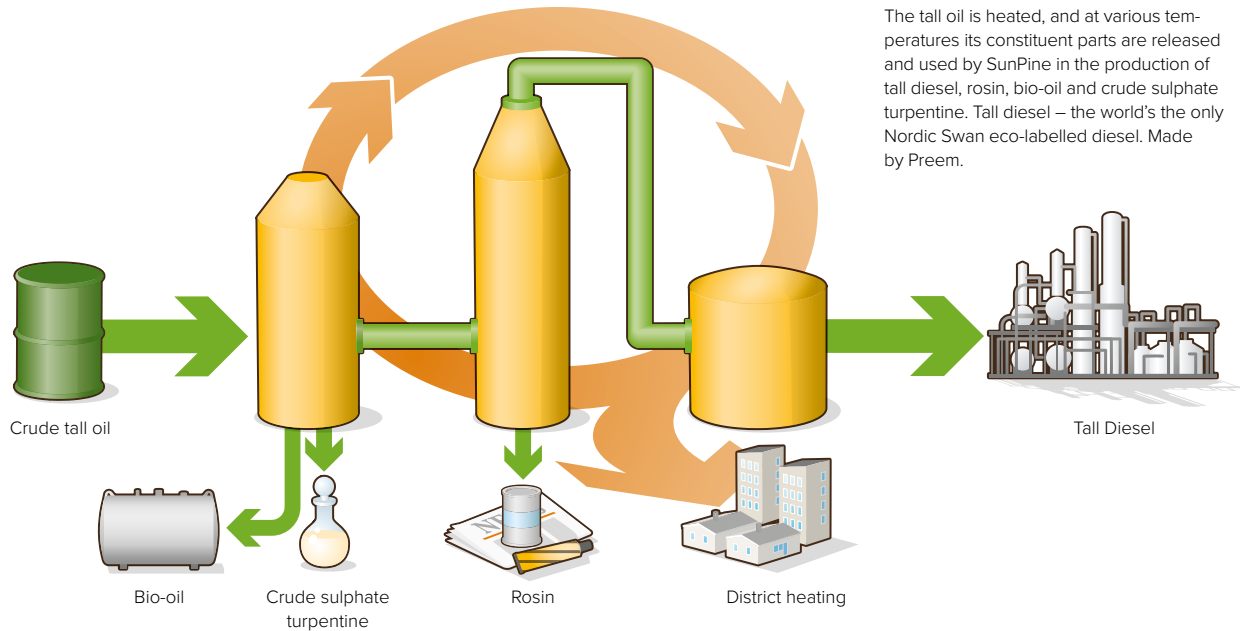 The tall oil is heated, and at various tem-
peratures its constituent parts are released
and used by SunPine in the production of
tall diesel, rosin, bio-oil and crude sulphate
turpentine. Tall diesel – the world's the only
Nordic Swan eco-labelled diesel. Made
by Preem.
Crude tall oil
Tall Diesel
Bio-oil
Crude sulphate
turpentine
Rosin
District heating